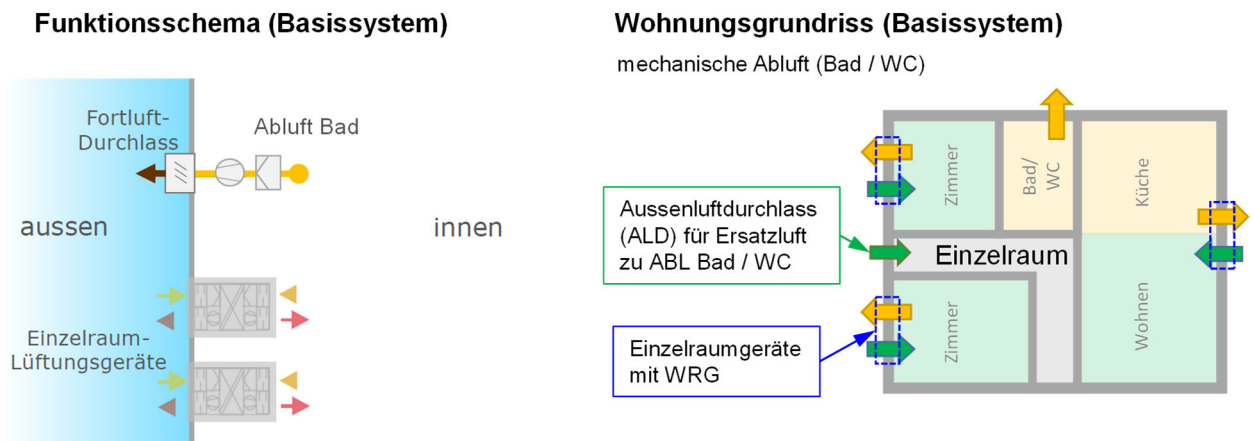 Funktionsschema (Basissystem)
Fortluft-
Durchlass
Abluft Bad
aussen
innen
Einzelraum-
Lüftungsgeräte
Wohnungsgrundriss (Basissystem)
mechanische Abluft (Bad / WC)
Aussenluftdurchlass
(ALD) für Ersatzluft
zu ABL Bad / WC
Einzelraumgeräte
mit WRG
Zimmer
Bad/
WC
Küche
Einzelraum
Zimmer
Wohnen